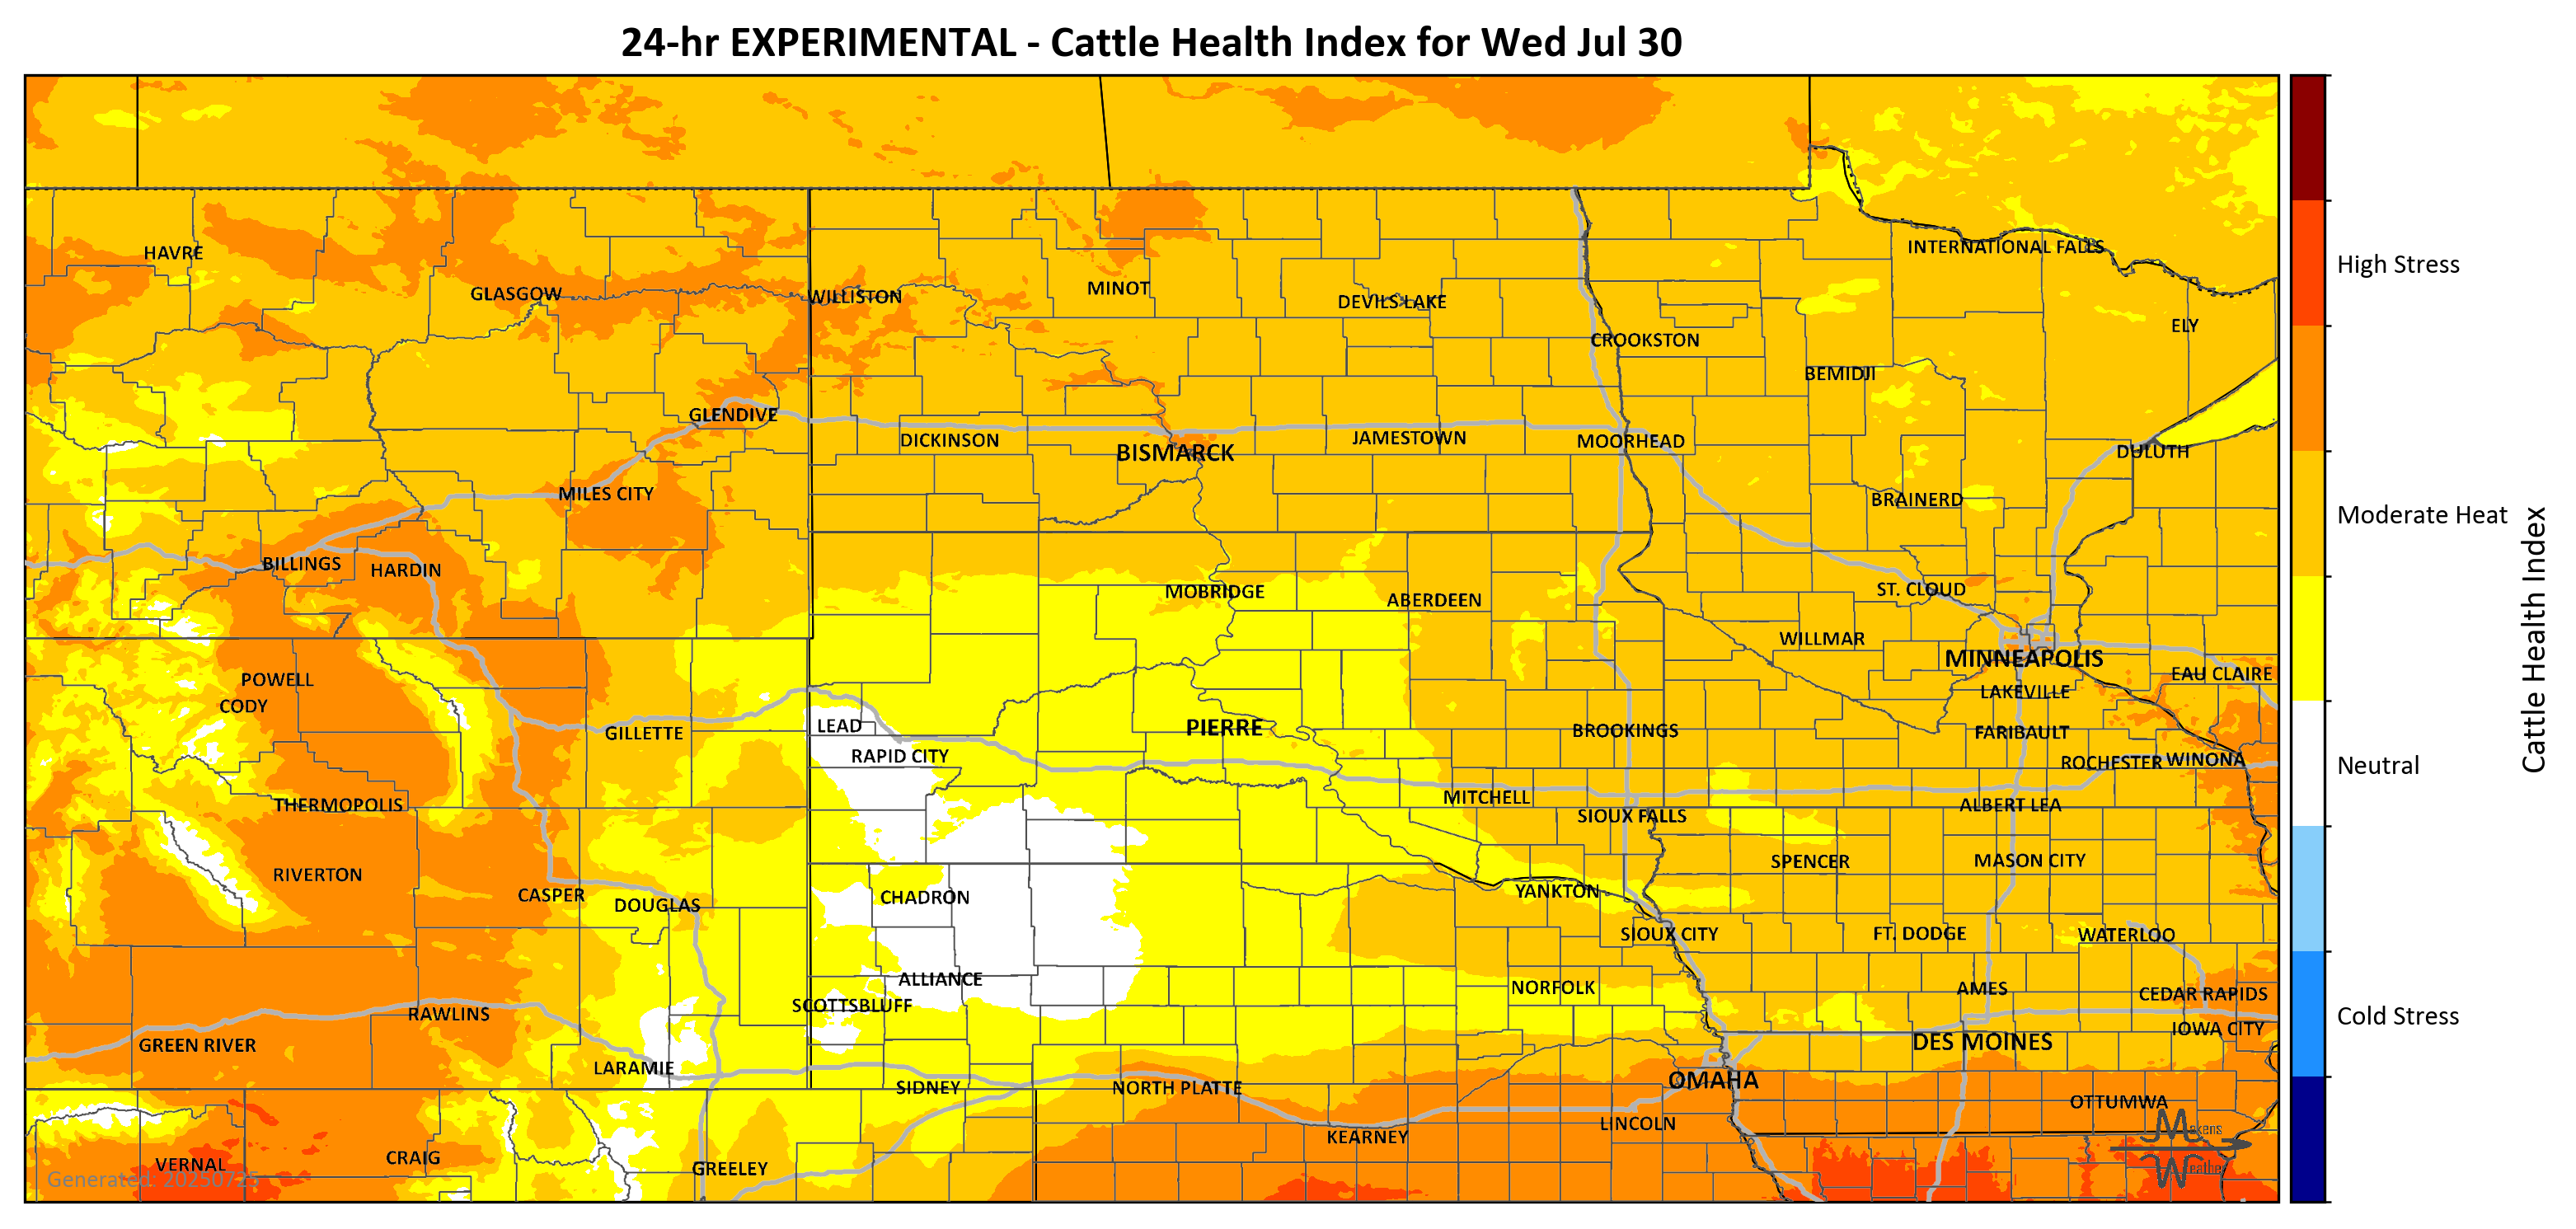 24-hr EXPERIMENTAL - Cattle Health Index for Wed Jul 30
HAVRE
INTERNATIONAL FALLS
GLASGOW
WILLISTON
MINOT
DEVILS LAKE
ELY
CROOKSTON
BEMIDJI
GLENDIVE
DICKINSON
BISMARCK
JAMESTOWN
MOORHEAD
DULUTH
MILES CITY
BRAINERD
BILLINGS
HARDIN
MOBRIDGE
ABERDEEN
ST. CLOUD
WILLMAR
MINNEAPOLIS
POWELL
EAU CLAIRE
CODY
LAKEVILLE
GILLETTE
LEAD
PIERRE
BROOKINGS
FARIBAULT
RAPID CITY
ROCHESTER
WINONA
THERMOPOLIS
MITCHELL
SIOUX FALLS
ALBERT LEA
RIVERTON
SPENCER
MASON CITY
CASPER
DOUGLAS
CHADRON
YANKTON
SIOUX CITY
FT. DODGE
WATERLOO
ALLIANCE
NORFOLK
AMES
CEDAR RAPIDS
SCOTTSBLUFF
RAWLINS
IOWA CITY
GREEN RIVER
DES MOINES
LARAMIE
SIDNEY
NORTH PLATTE
OMAHA
OTTUMWA
LINCOLN
KEARNEY
VERNAL
CRAIG
GREELEY
Generated: 20250725
Makens
Weather
High Stress
Moderate Heat
Neutral
Cold Stress
Cattle Health Index